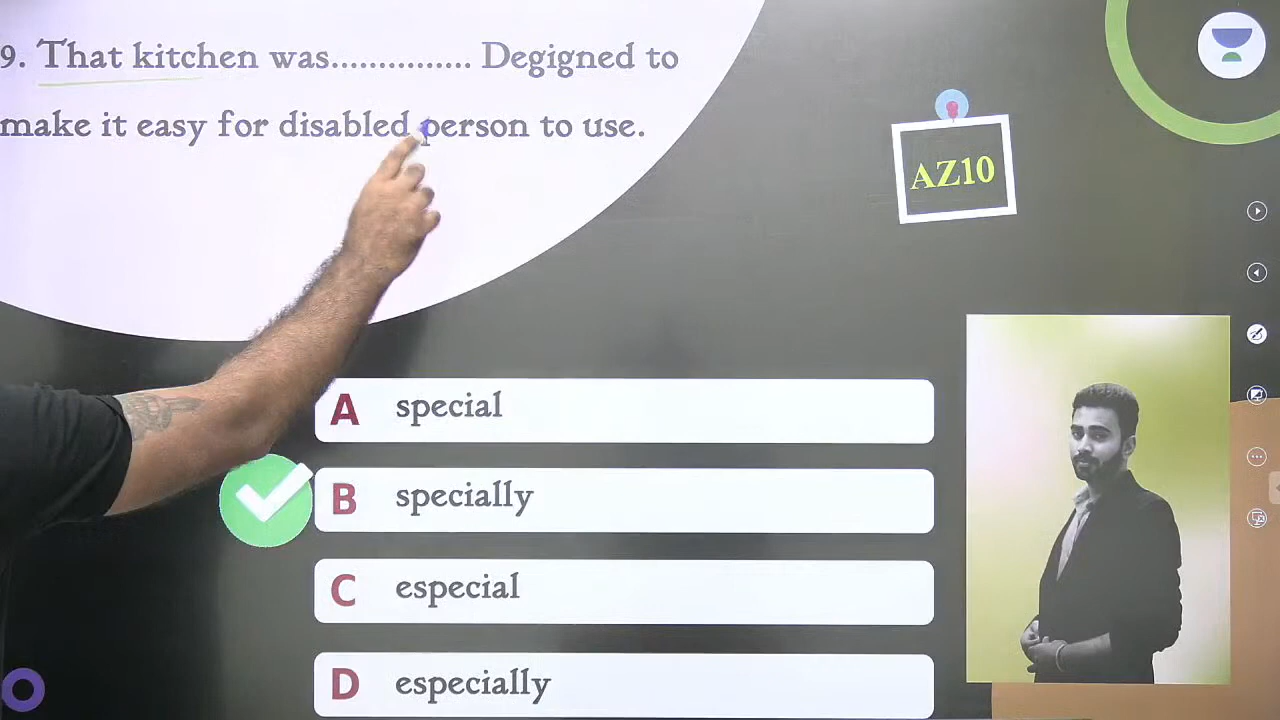 9. That kitchen was............... Degigned to
make it easy for disabled person to use.
AZ10
A special
B specially
C especial
D especially